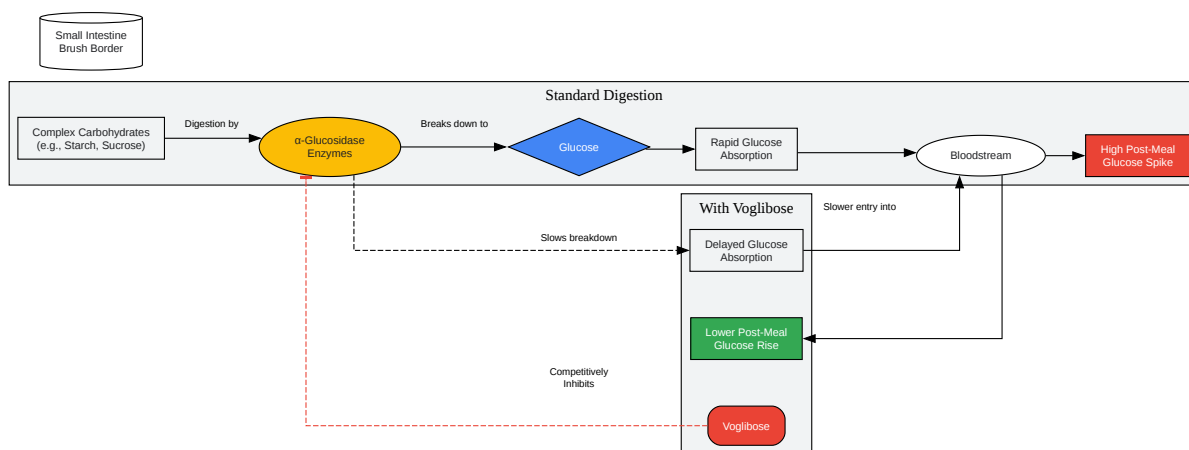 Small Intestine
Brush Border
Standard Digestion
Complex Carbohydrates
(e.g., Starch, Sucrose)
Digestion by
α-Glucosidase
Enzymes
Breaks down to
Glucose
Rapid Glucose
Absorption
Bloodstream
High Post-Meal
Glucose Spike
With Voglibose
Slower entry into
Slows breakdown
Delayed Glucose
Absorption
Lower Post-Meal
Glucose Rise
Competitively
Inhibits
Voglibose